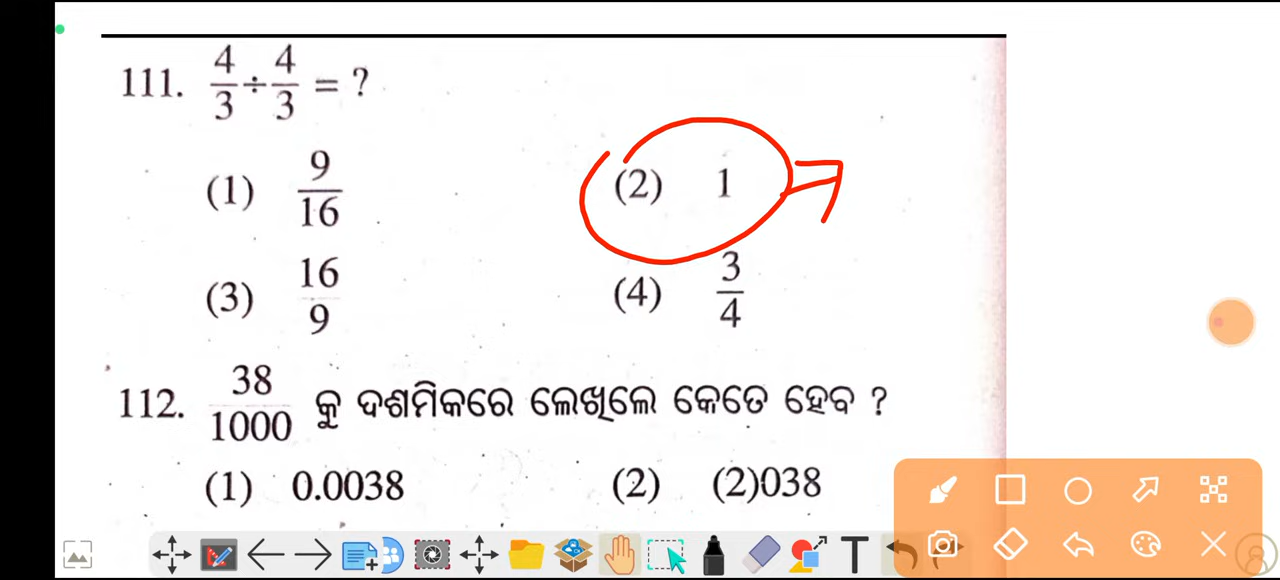 111. 4/3 ÷ 4/3 = ?
(1) 9/16 (2) 1
(3) 16/9 (4) 3/4
112. 38/1000 କୁ ଦଶମିକରେ ଲେଖିଲେ କେତେ ହେବ ?
(1) 0.0038 (2) (2)038
T